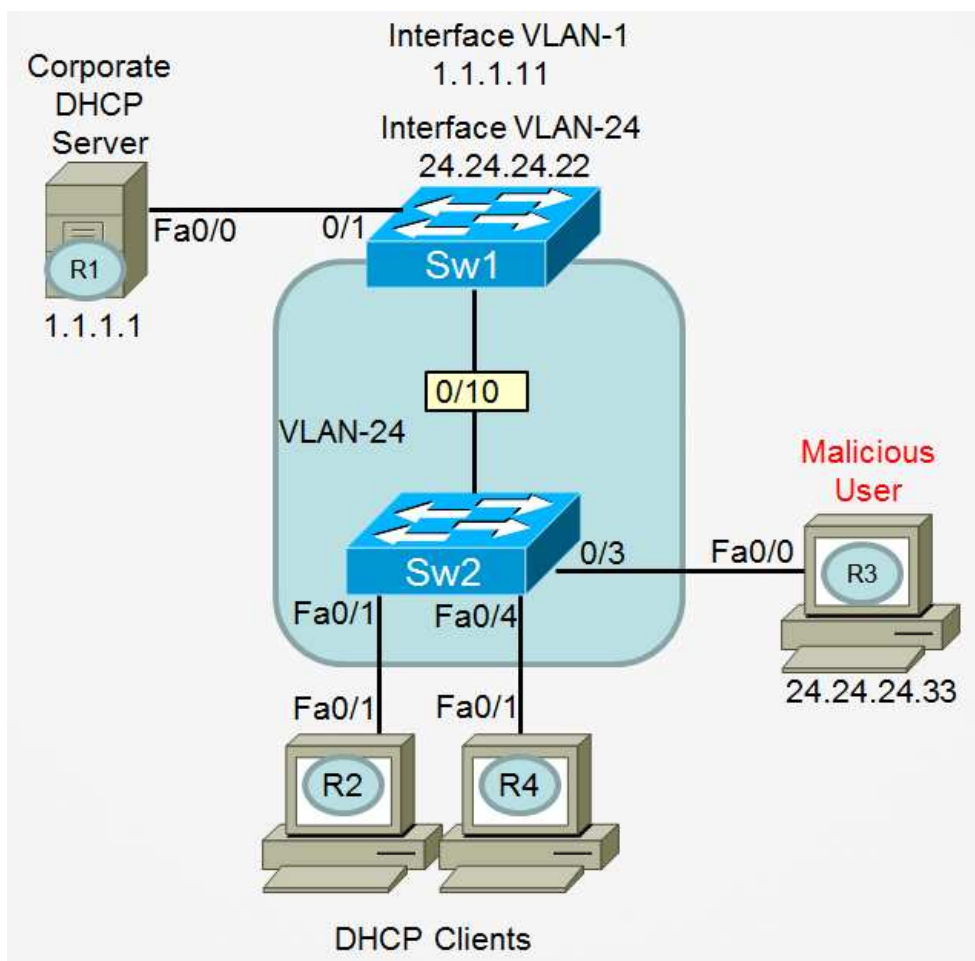 Interface VLAN-1
1.1.1.11
Corporate
DHCP
Server
Interface VLAN-24
24.24.24.22
Fa0/0
0/1
R1
Sw1
1.1.1.1
0/10
VLAN-24
Malicious
User
Sw2
0/3
Fa0/0
R3
Fa0/1
Fa0/4
24.24.24.33
Fa0/1
Fa0/1
R2
R4
DHCP Clients